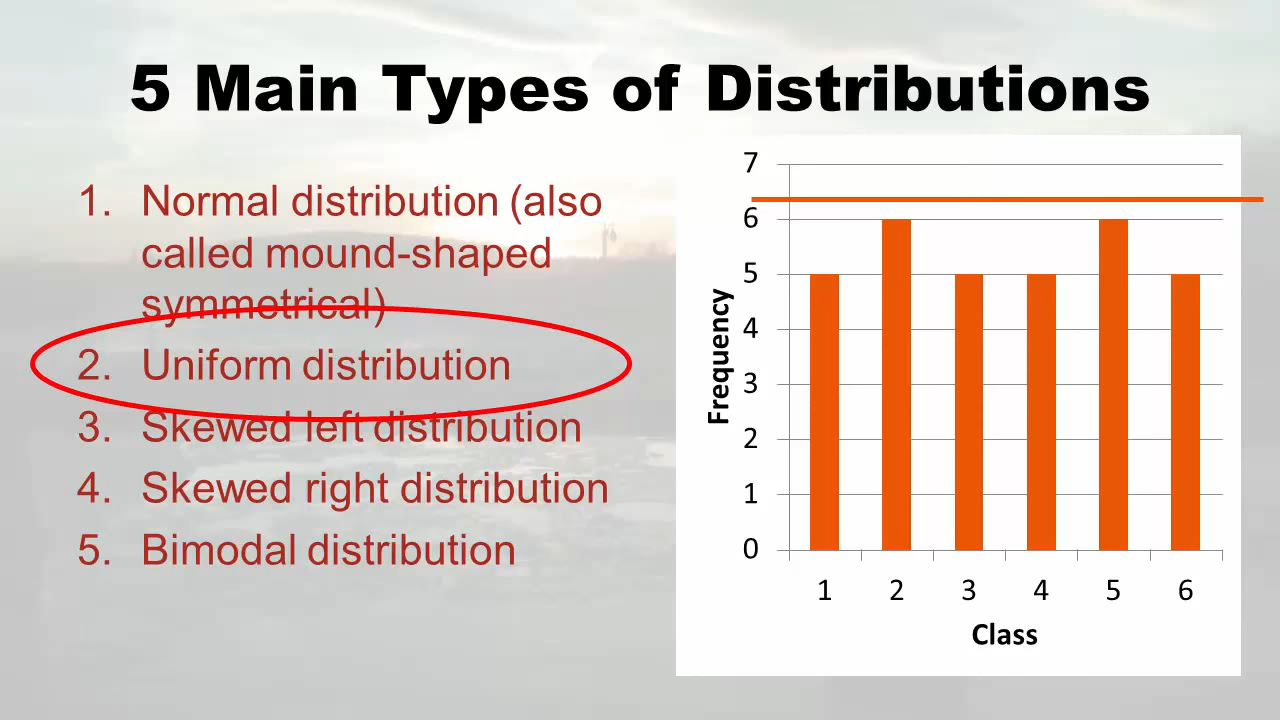 5 Main Types of Distributions
1. Normal distribution (also
called mound-shaped
symmetrical)
2. Uniform distribution
3. Skewed left distribution
4. Skewed right distribution
5. Bimodal distribution
7
6
5
4
3
2
1
0
Frequency
1 2 3 4 5 6
Class